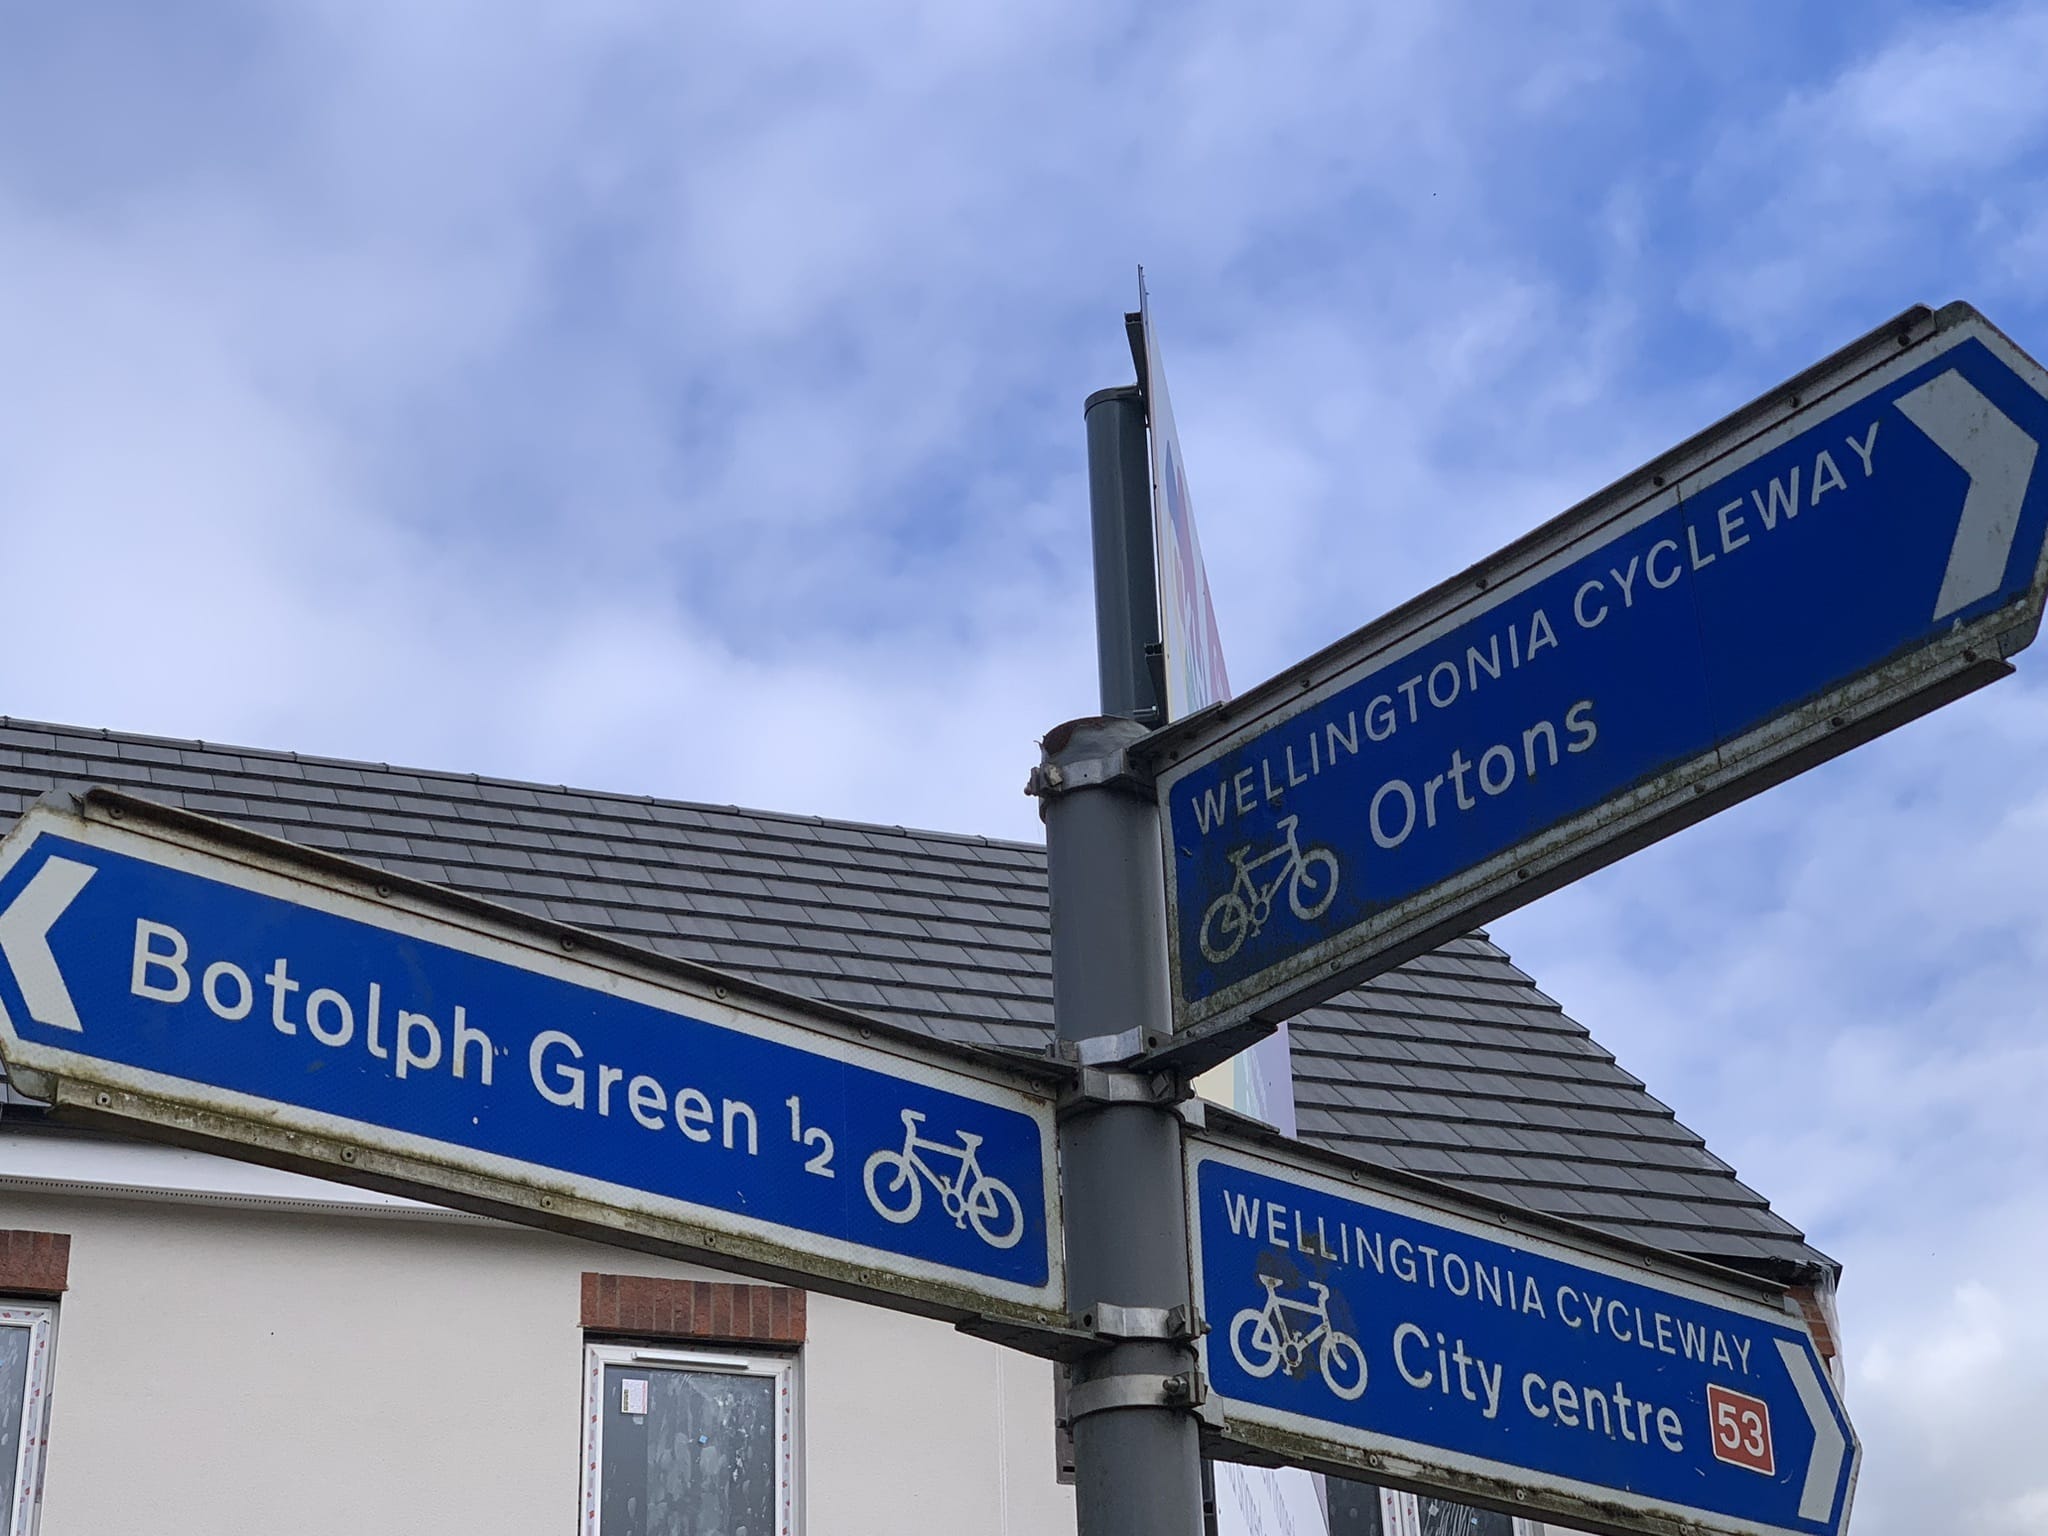 WELLINGTONIA CYCLEWAY
Ortons
Botolph Green ½
WELLINGTONIA CYCLEWAY
City centre 53